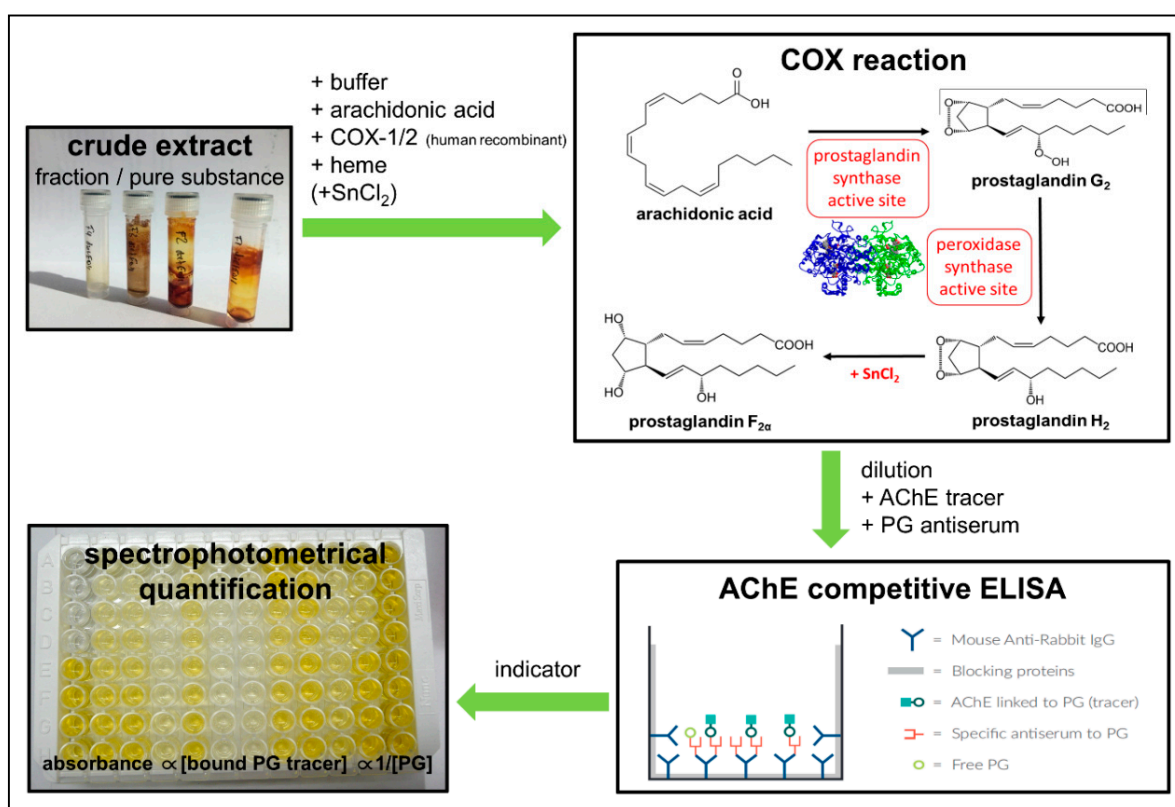 crude extract
fraction / pure substance
+ buffer
+ arachidonic acid
+ COX-1/2 (human recombinant)
+ heme
(+SnCl₂)
COX reaction
O
OH
arachidonic acid
prostaglandin
synthase
active site
O
O
COOH
O
OH
prostaglandin G₂
peroxidase
synthase
active site
HO
COOH
HO
OH
prostaglandin F₂α
+ SnCl₂
O
O
COOH
OH
prostaglandin H₂
dilution
+ AChE tracer
+ PG antiserum
AChE competitive ELISA
= Mouse Anti-Rabbit IgG
= Blocking proteins
= AChE linked to PG (tracer)
= Specific antiserum to PG
= Free PG
indicator
spectrophotometrical
quantification
A
B
C
D
E
F
G
H
absorbance ∝[bound PG tracer] ∝1/[PG]